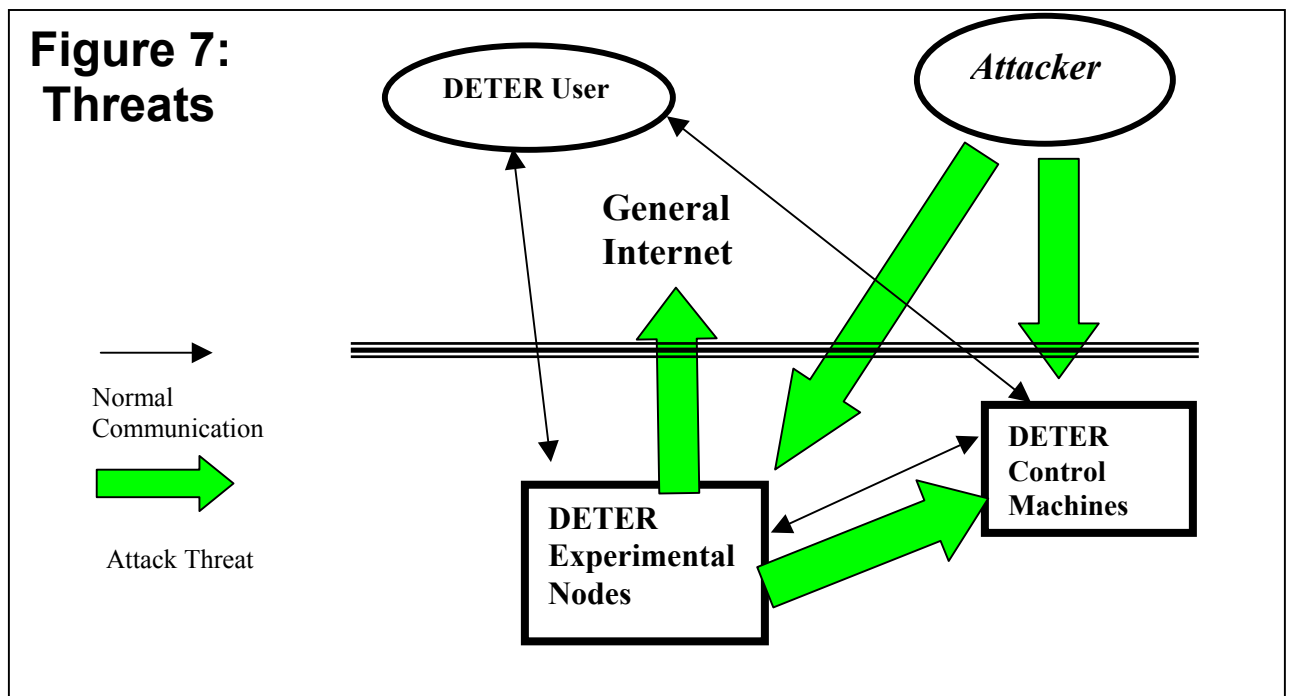 Figure 7:
Threats
DETER User
Attacker
General
Internet
Normal
Communication
Attack Threat
DETER
Experimental
Nodes
DETER
Control
Machines